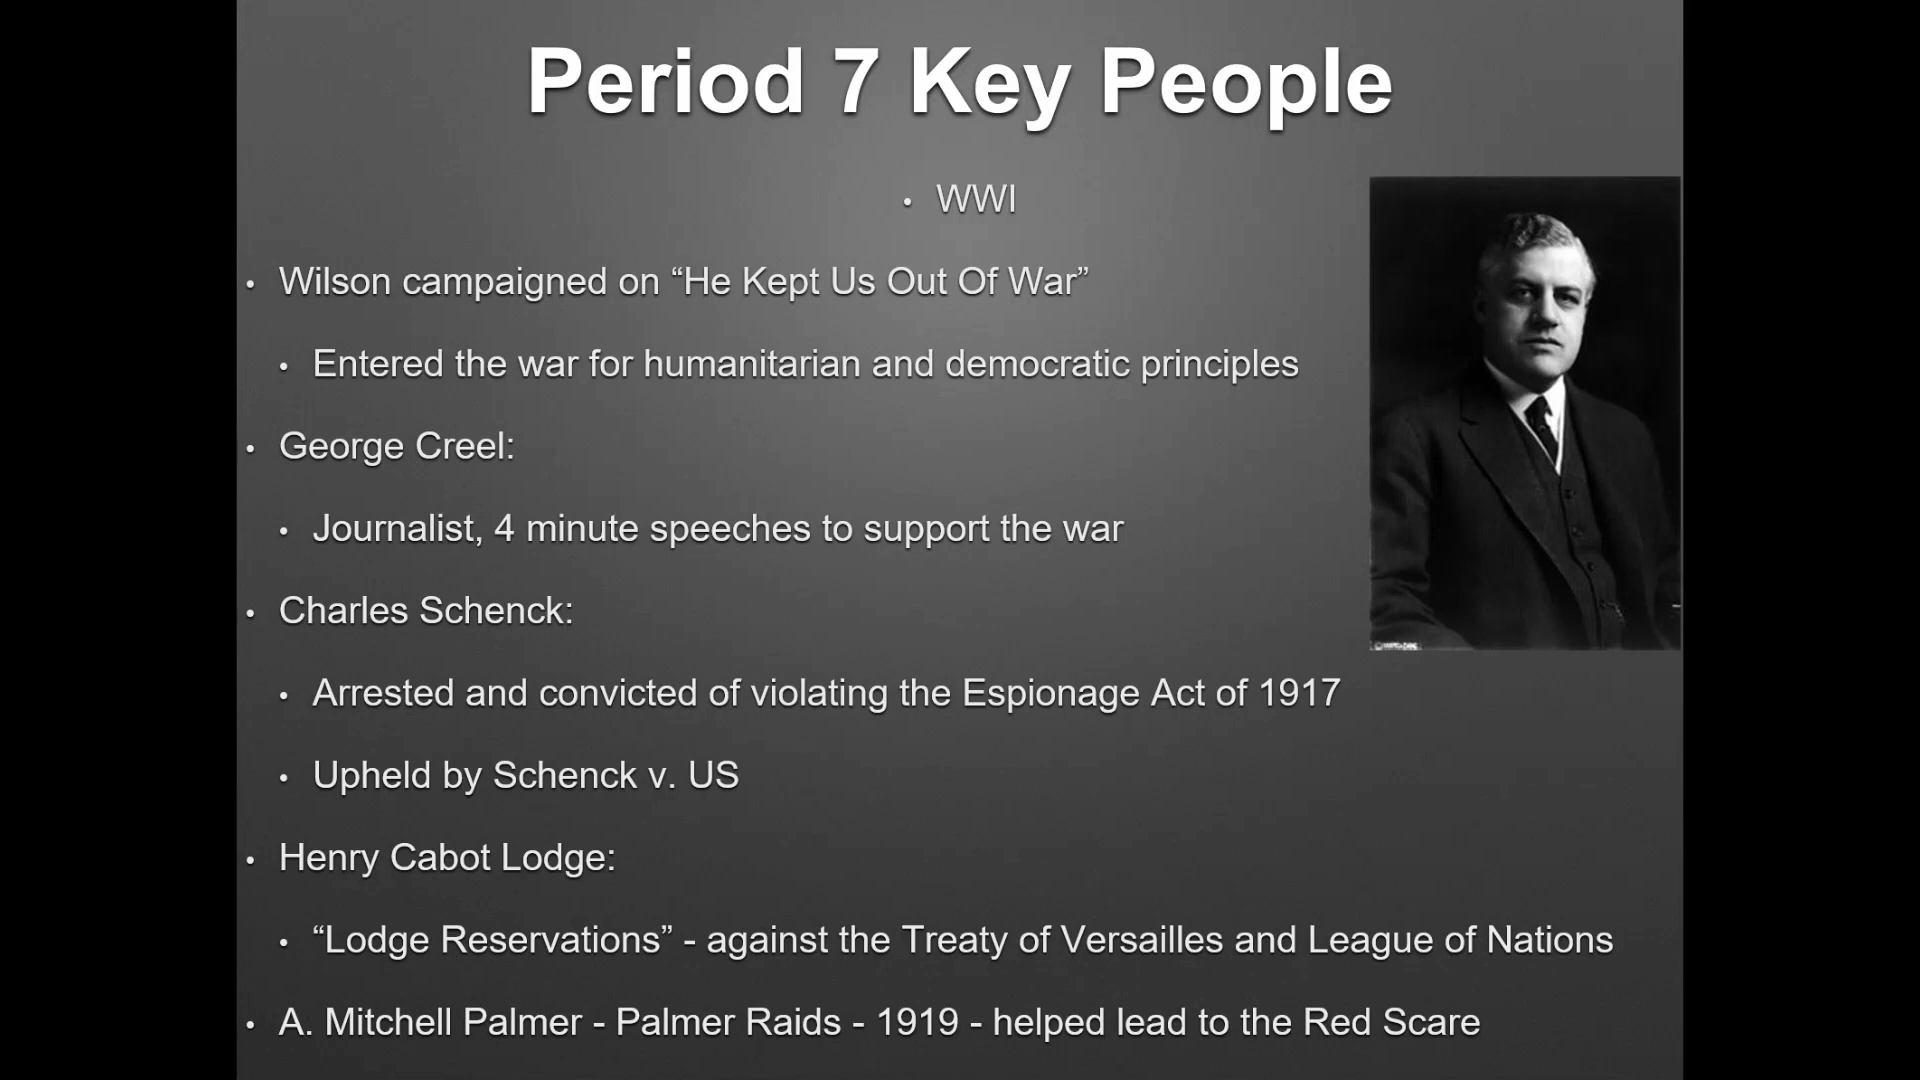 Period 7 Key People
• WWI
• Wilson campaigned on “He Kept Us Out Of War”
• Entered the war for humanitarian and democratic principles
• George Creel:
• Journalist, 4 minute speeches to support the war
• Charles Schenck:
• Arrested and convicted of violating the Espionage Act of 1917
• Upheld by Schenck v. US
• Henry Cabot Lodge:
• “Lodge Reservations” - against the Treaty of Versailles and League of Nations
• A. Mitchell Palmer - Palmer Raids - 1919 - helped lead to the Red Scare